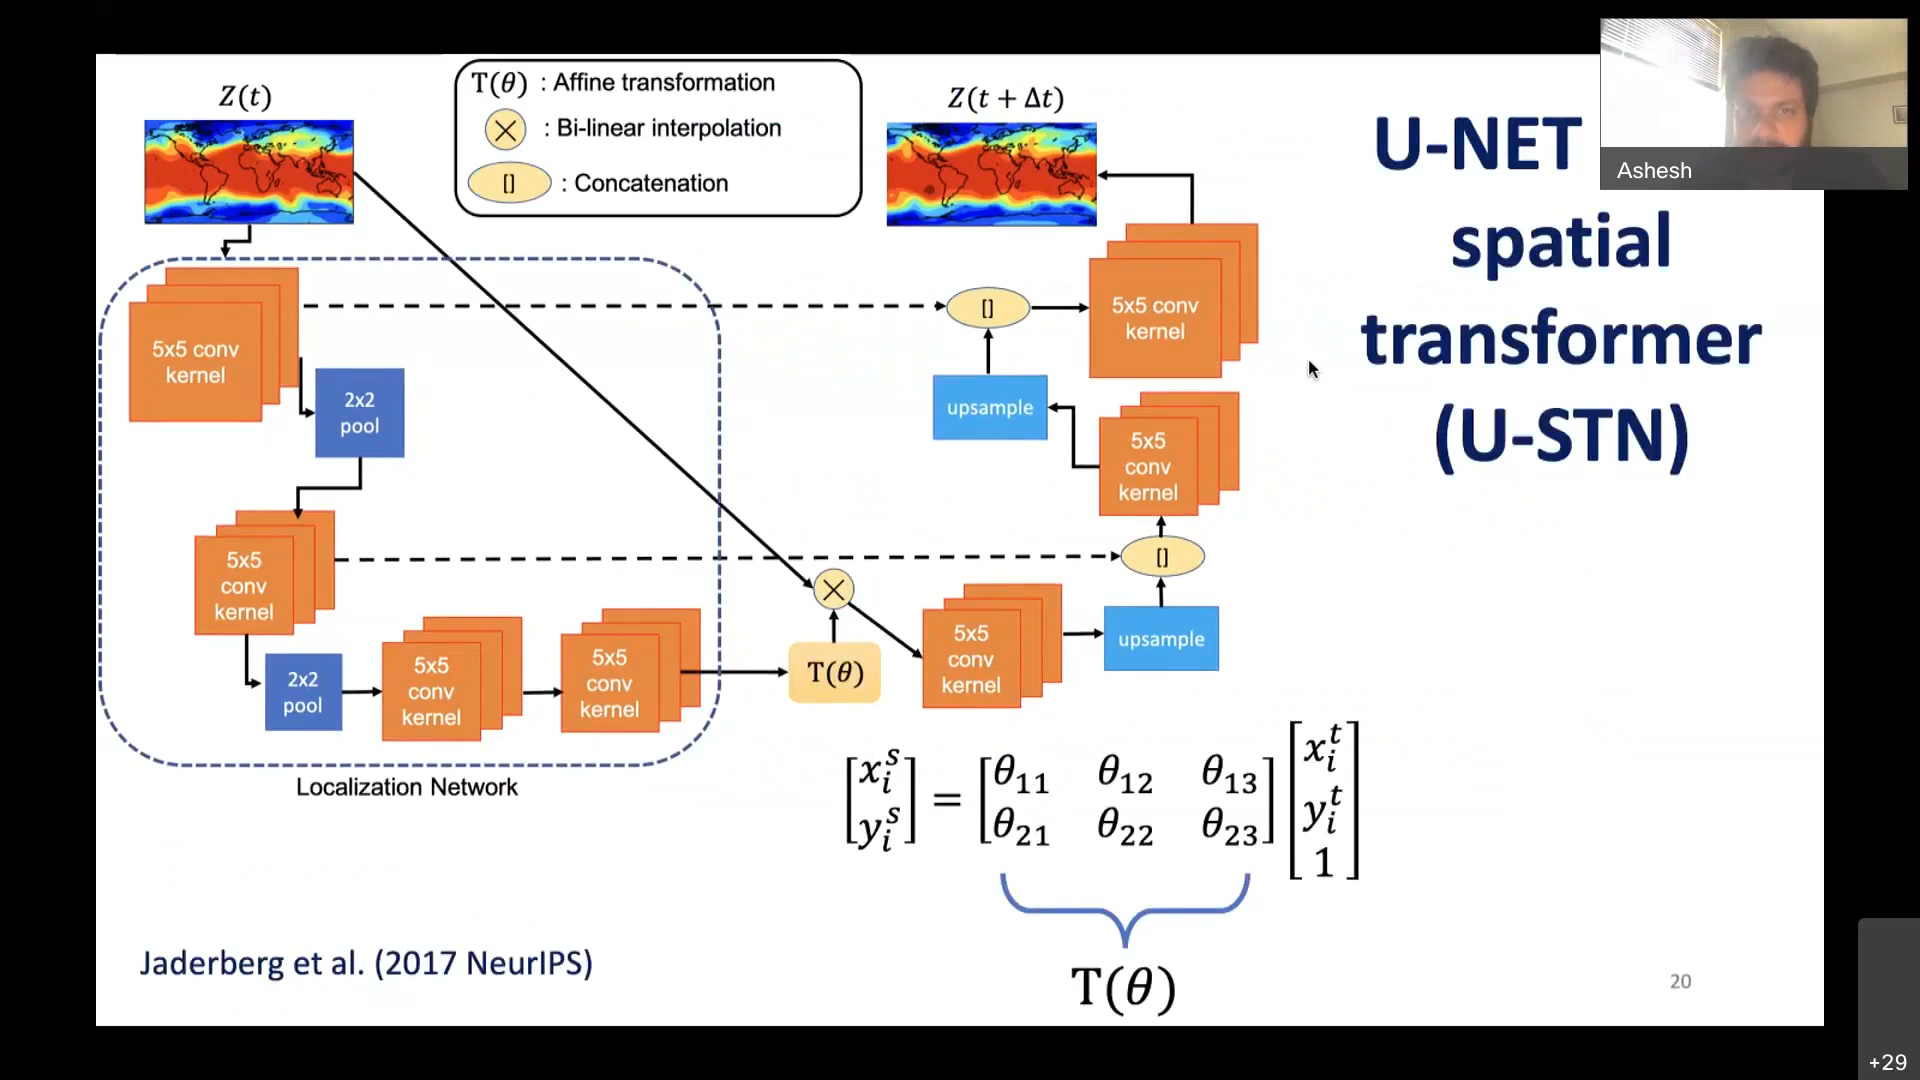 Z(t)
T(θ) : Affine transformation
: Bi-linear interpolation
[] : Concatenation
Z(t + Δt)
U-NET
spatial
transformer
(U-STN)
Ashesh
5x5 conv
kernel
2x2
pool
5x5
conv
kernel
2x2
pool
5x5
conv
kernel
5x5
conv
kernel
Localization Network
T(θ)
5x5
conv
kernel
upsample
[]
5x5
conv
kernel
upsample
[]
5x5 conv
kernel
[x_i^s y_i^s] = [θ11 θ12 θ13 θ21 θ22 θ23] [x_i^t y_i^t 1]
T(θ)
Jaderberg et al. (2017 NeurIPS)
20
+29